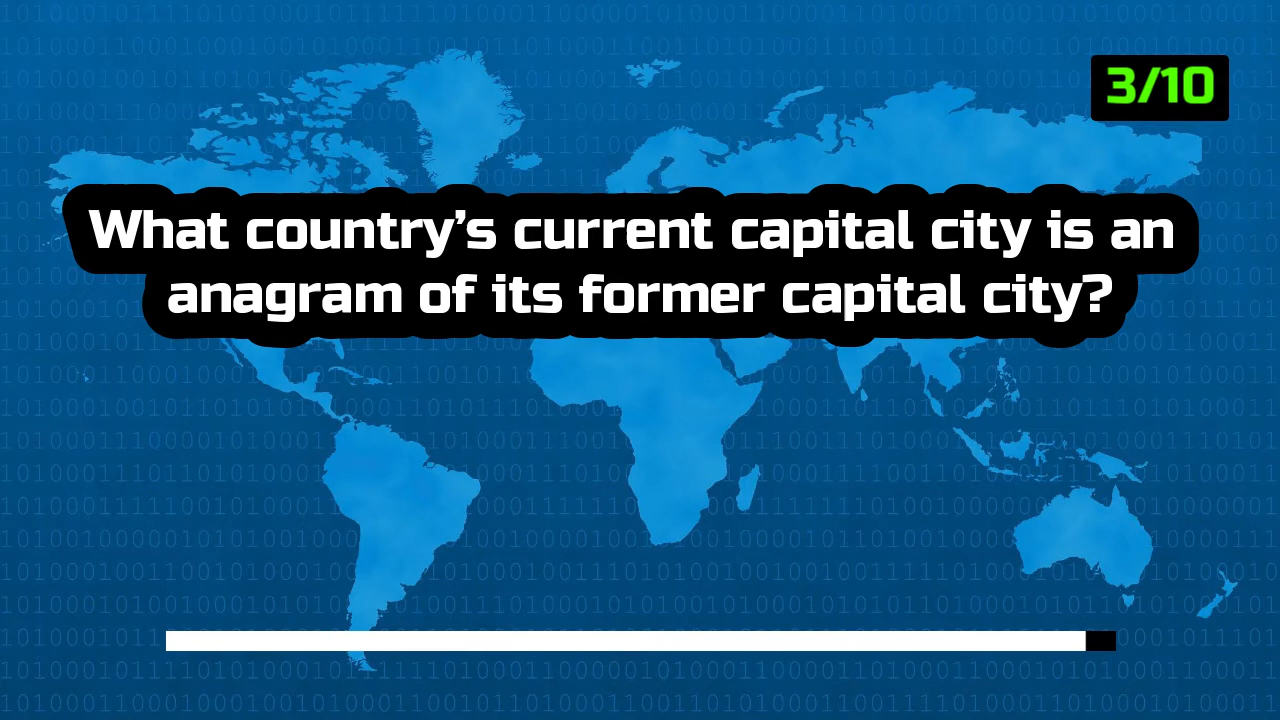 3/10
What country’s current capital city is an
anagram of its former capital city?